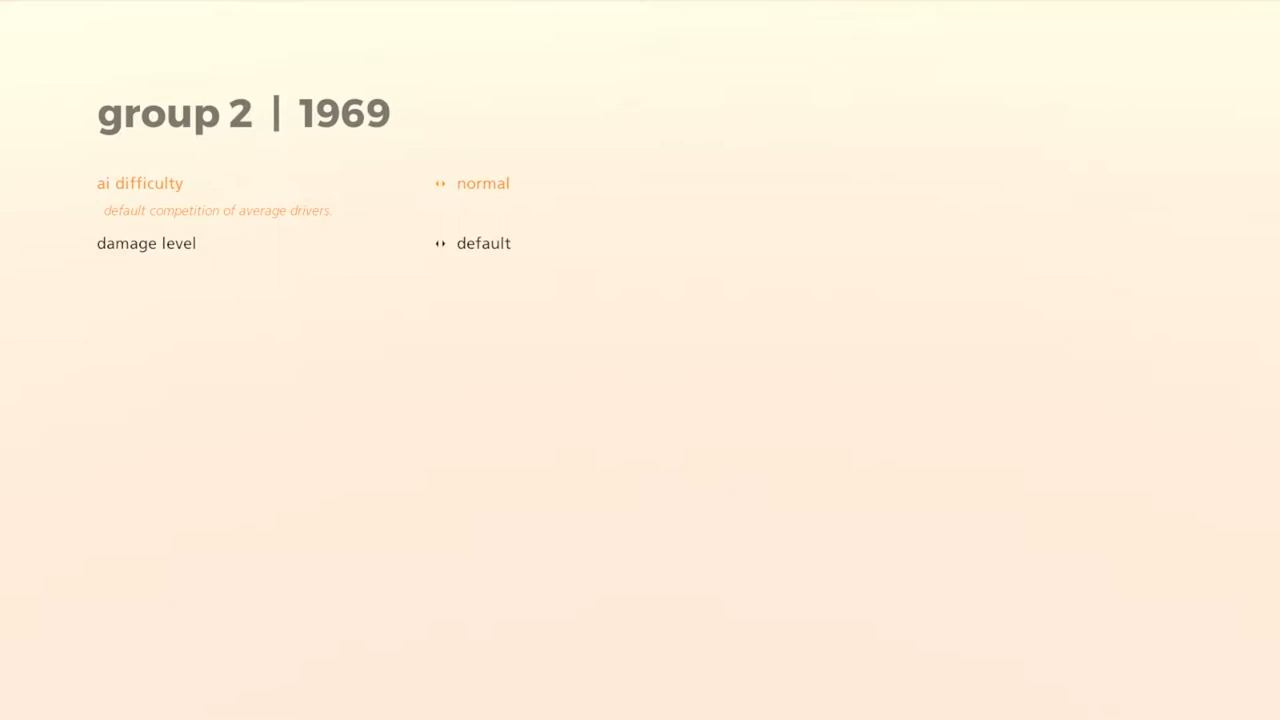 group 2 | 1969
ai difficulty normal
default competition of average drivers.
damage level default